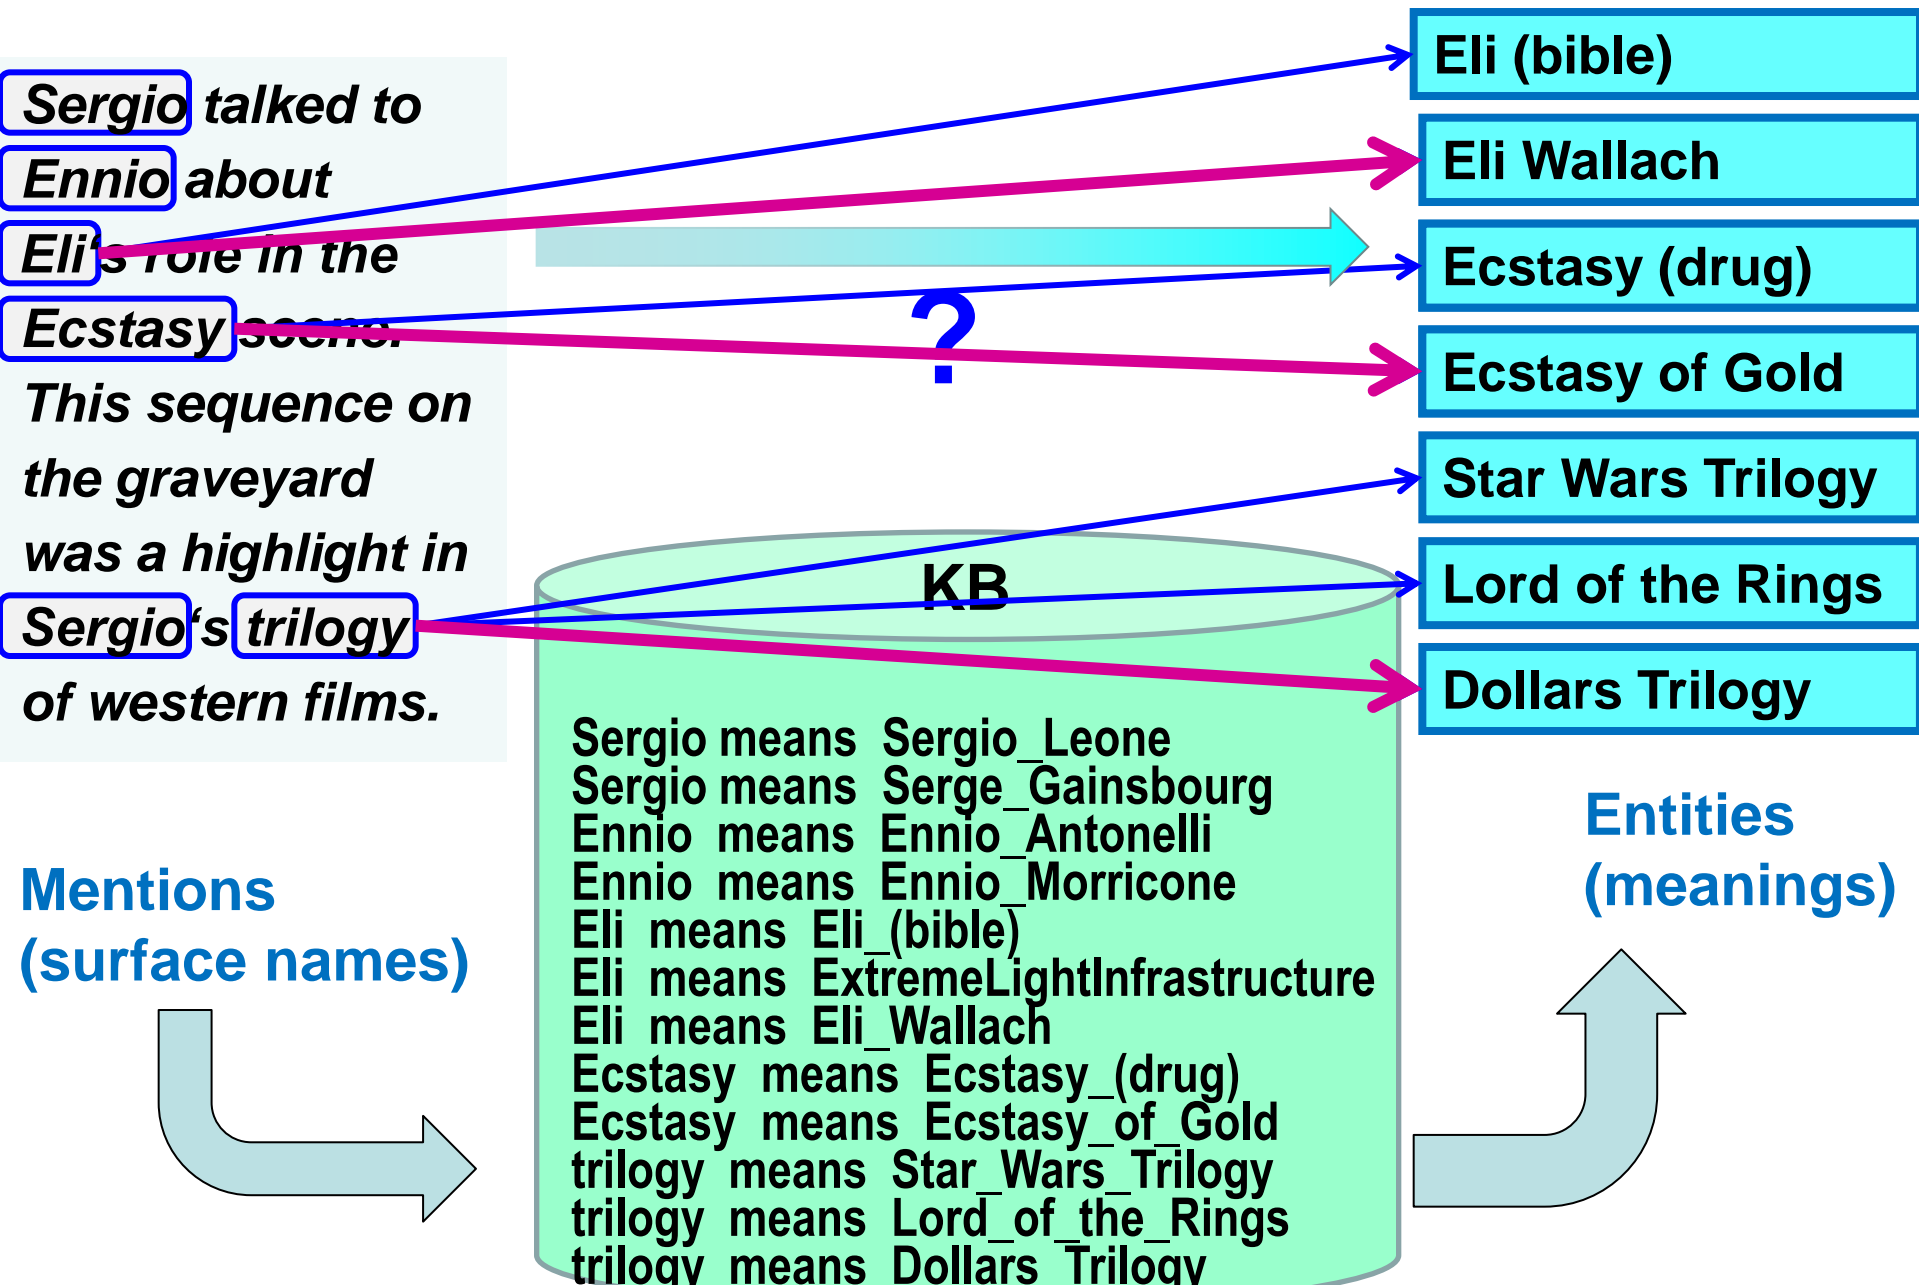 Sergio talked to
Ennio about
Eli‘s role in the
Ecstasy scene.
This sequence on
the graveyard
was a highlight in
Sergio‘s trilogy
of western films.
Mentions
(surface names)
?
KB
Sergio means Sergio_Leone
Sergio means Serge_Gainsbourg
Ennio means Ennio_Antonelli
Ennio means Ennio_Morricone
Eli means Eli_(bible)
Eli means ExtremeLightInfrastructure
Eli means Eli_Wallach
Ecstasy means Ecstasy_(drug)
Ecstasy means Ecstasy_of_Gold
trilogy means Star_Wars_Trilogy
trilogy means Lord_of_the_Rings
trilogy means Dollars_Trilogy
Eli (bible)
Eli Wallach
Ecstasy (drug)
Ecstasy of Gold
Star Wars Trilogy
Lord of the Rings
Dollars Trilogy
Entities
(meanings)